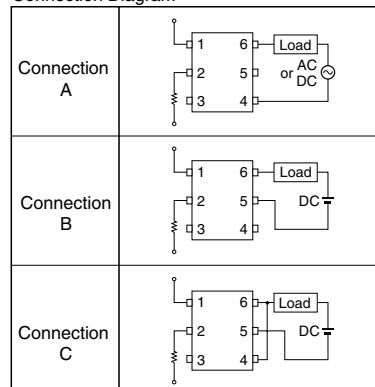 Connection Diagram
Connection
A
1 6 Load
2 5 or AC
DC
3 4
Connection
B
1 6 Load
2 5 DC
3 4
Connection
C
1 6 Load
2 5 DC
3 4